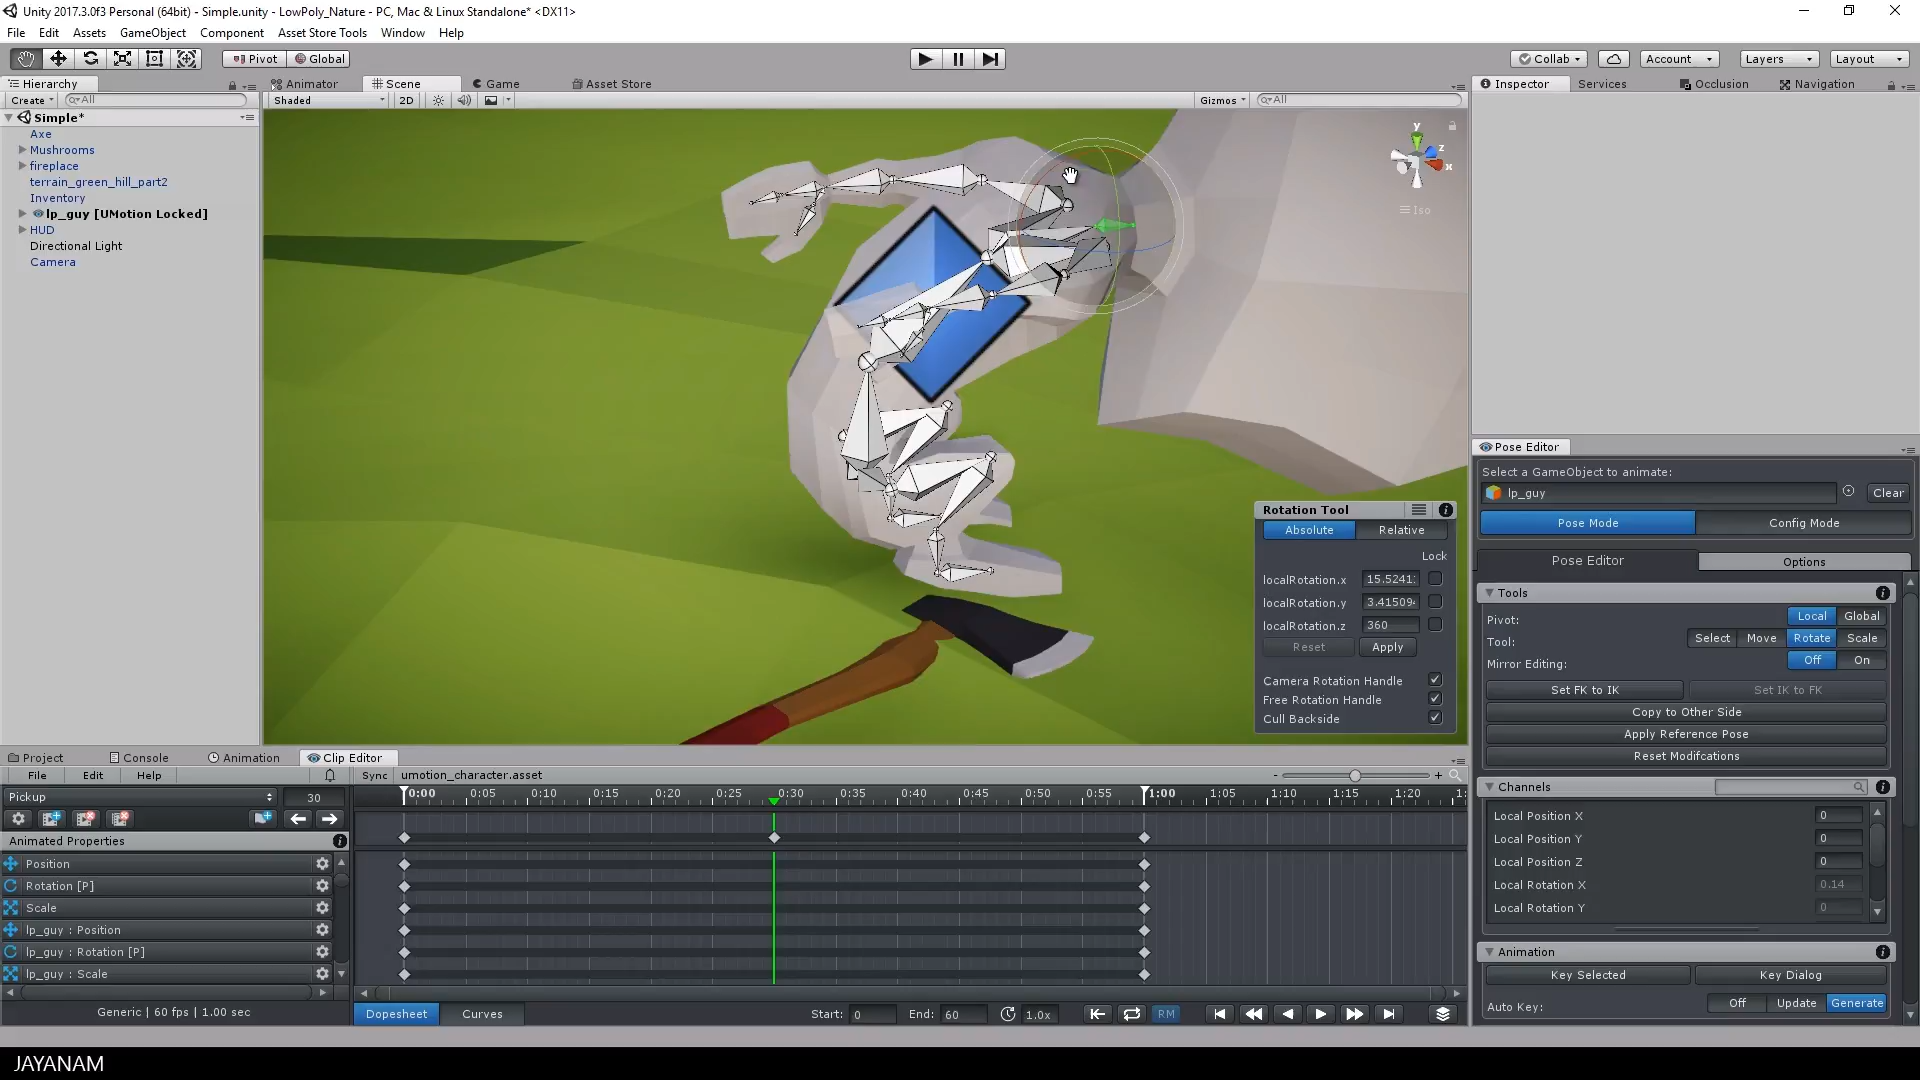 Unity 2017.3.0f3 Personal (64bit) - Simple.unity - LowPoly_Nature - PC, Mac & Linux Standalone* <DX11>
File Edit Assets GameObject Component Asset Store Tools Window Help
Pivot Global Collab Account Layers Layout
Hierarchy Animator Scene Game Asset Store Inspector Services Occlusion Navigation
Create All Shaded 2D Gizmos All
Simple*
Axe
Mushrooms
fireplace
terrain_green_hill_part2
Inventory
lp_guy [UMotion Locked]
HUD
Directional Light
Camera
y
z
x
Iso
Rotation Tool
Absolute Relative
Lock
localRotation.x 15.5241
localRotation.y 3.41509
localRotation.z 360
Reset Apply
Camera Rotation Handle
Free Rotation Handle
Cull Backside
Pose Editor
Select a GameObject to animate:
lp_guy Clear
Pose Mode Config Mode
Pose Editor Options
Tools
Pivot: Local Global
Tool: Select Move Rotate Scale
Mirror Editing: Off On
Set FK to IK Set IK to FK
Copy to Other Side
Apply Reference Pose
Reset Modifcations
Channels
Local Position X 0
Local Position Y 0
Local Position Z 0
Local Rotation X 0.14
Local Rotation Y 0
Animation
Key Selected Key Dialog
Auto Key: Off Update Generate
Project Console Animation Clip Editor
File Edit Help Sync umotion_character.asset - +
Pickup 30 0:00 0:05 0:10 0:15 0:20 0:25 0:30 0:35 0:40 0:45 0:50 0:55 1:00 1:05 1:10 1:15 1:20 1:
Animated Properties
Position
Rotation [P]
Scale
lp_guy : Position
lp_guy : Rotation [P]
lp_guy : Scale
Generic | 60 fps | 1.00 sec Dopesheet Curves Start: 0 End: 60 1.0x RM
JAYANAM